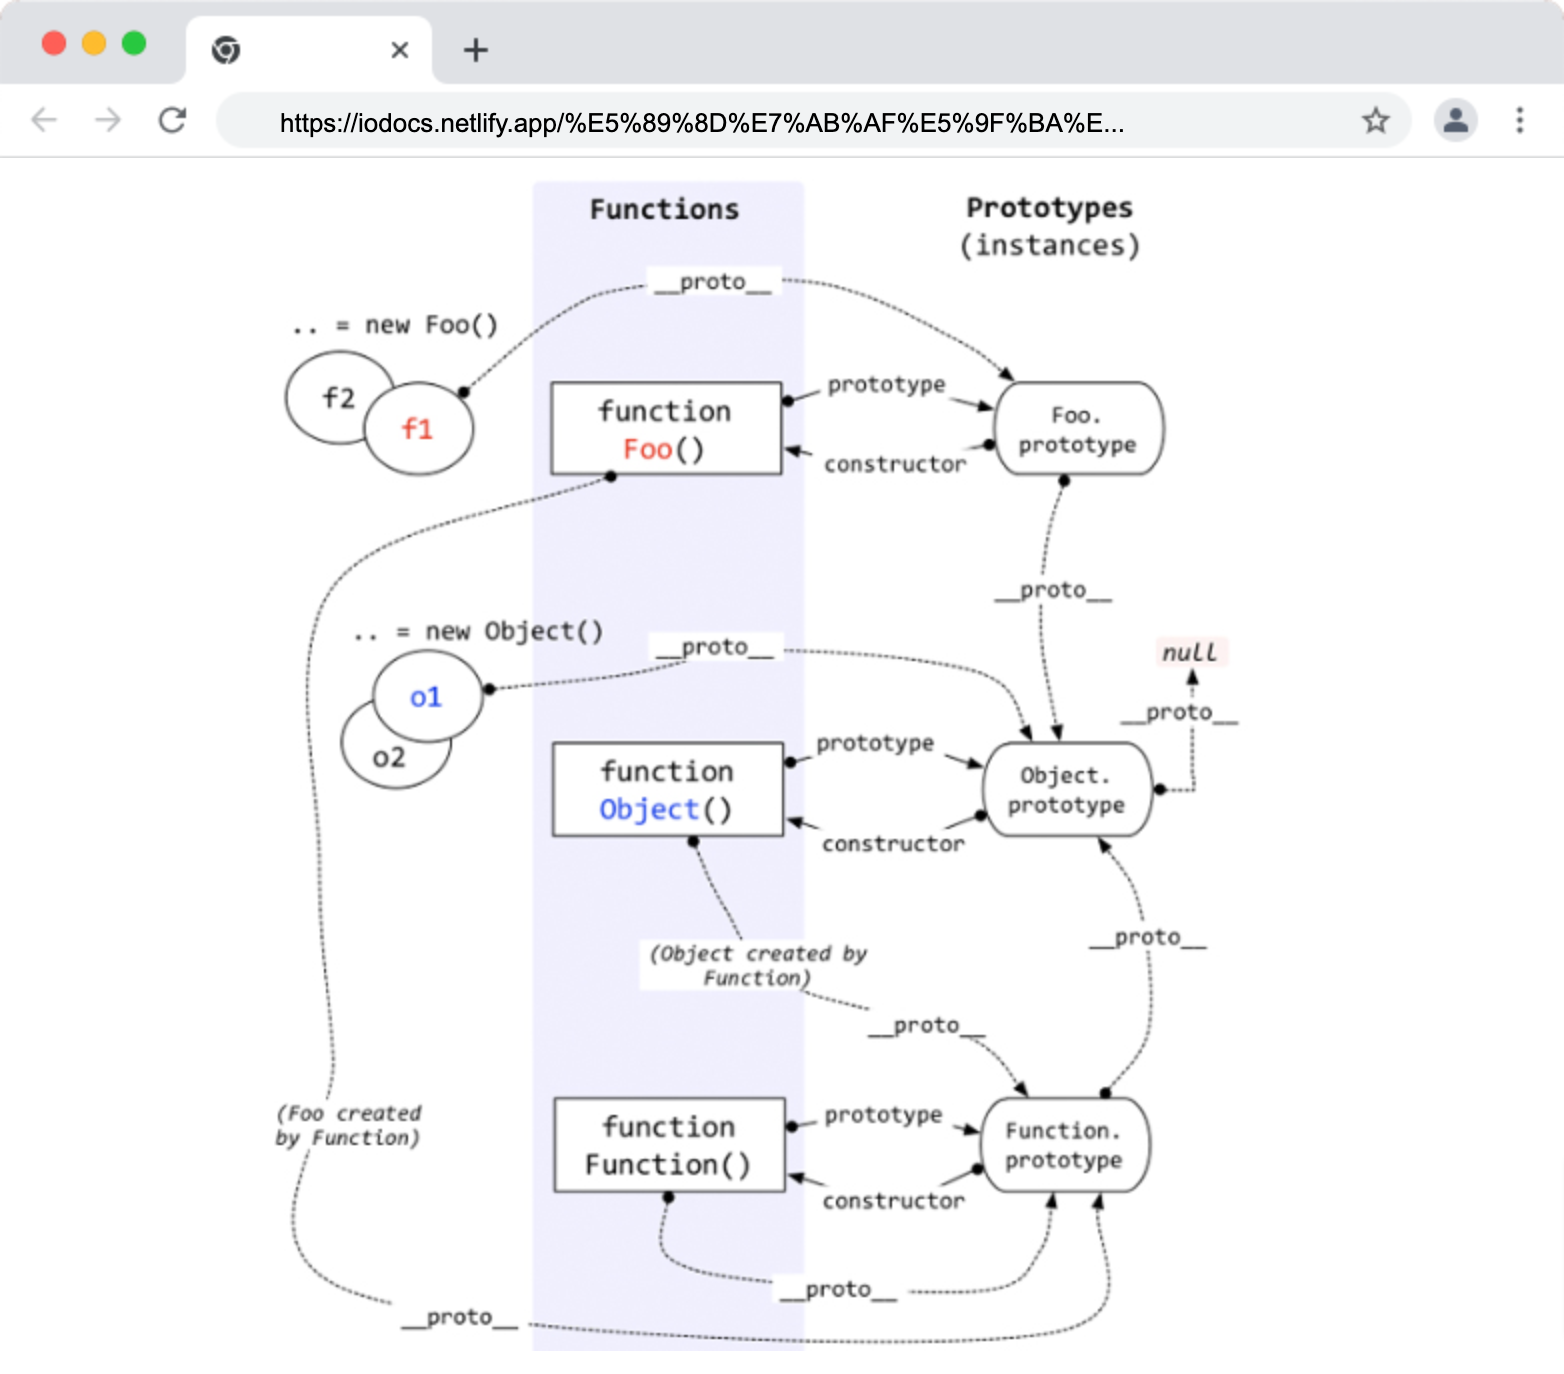 https://iodocs.netlify.app/%E5%89%8D%E7%AB%AF%E5%9F%BA%E...
Functions
Prototypes
(instances)
__proto__
.. = new Foo()
f2
f1
function
Foo()
prototype
constructor
Foo.
prototype
__proto__
.. = new Object()
__proto__
null
__proto__
o1
o2
function
Object()
prototype
constructor
Object.
prototype
__proto__
(Object created by
Function)
__proto__
(Foo created
by Function)
function
Function()
prototype
constructor
Function.
prototype
__proto__
__proto__